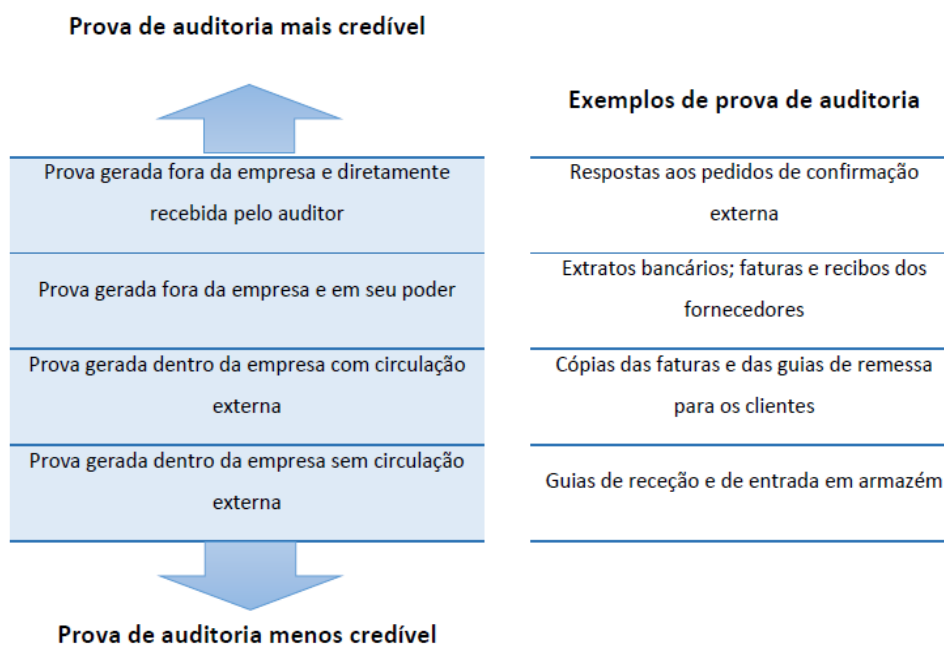 Prova de auditoria mais credível
Exemplos de prova de auditoria
Prova gerada fora da empresa e diretamente
recebida pelo auditor
Respostas aos pedidos de confirmação
externa
Prova gerada fora da empresa e em seu poder
Extratos bancários; faturas e recibos dos
fornecedores
Prova gerada dentro da empresa com circulação
externa
Cópias das faturas e das guias de remessa
para os clientes
Prova gerada dentro da empresa sem circulação
externa
Guias de receção e de entrada em armazém
Prova de auditoria menos credível